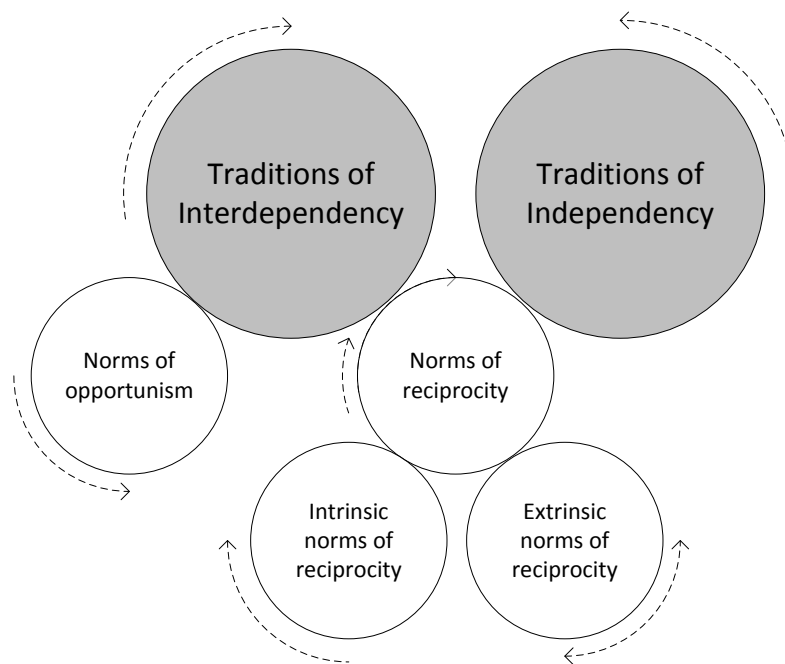 Traditions of
Interdependency
Traditions of
Independency
Norms of
opportunism
Norms of
reciprocity
Intrinsic
norms of
reciprocity
Extrinsic
norms of
reciprocity